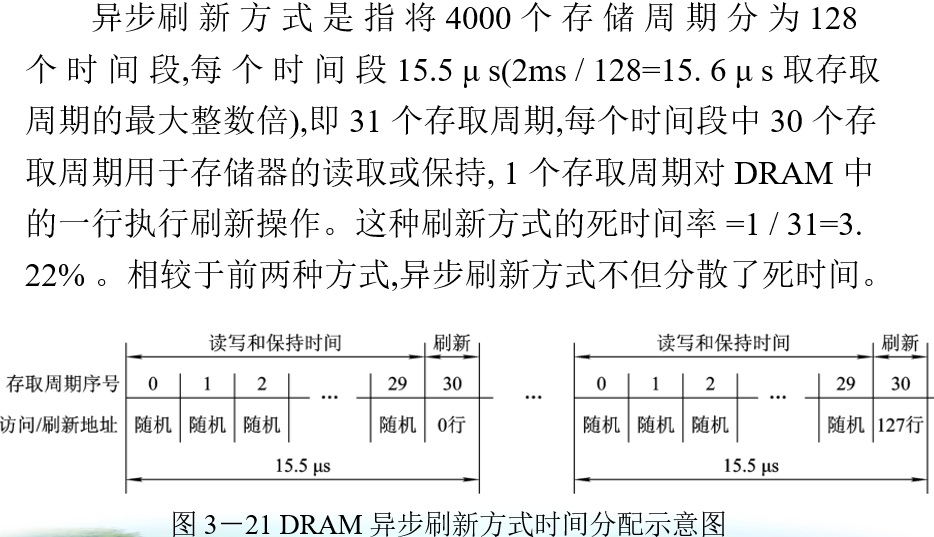 异步刷新方式是指将4000个存储周期分为128
个时间段,每个时间段15.5μs(2ms/128=15.6μs取存取
周期的最大整数倍),即31个存取周期,每个时间段中30个存
取周期用于存储器的读取或保持,1个存取周期对DRAM中
的一行执行刷新操作。这种刷新方式的死时间率=1/31=3.
22%。相较于前两种方式,异步刷新方式不但分散了死时间。
读写和保持时间 刷新 读写和保持时间 刷新
存取周期序号 0 1 2 … 29 30 … 0 1 2 … 29 30
访问/刷新地址 随机 随机 随机 随机 0行 随机 随机 随机 随机 127行
15.5 μs 15.5 μs
图3-21 DRAM异步刷新方式时间分配示意图